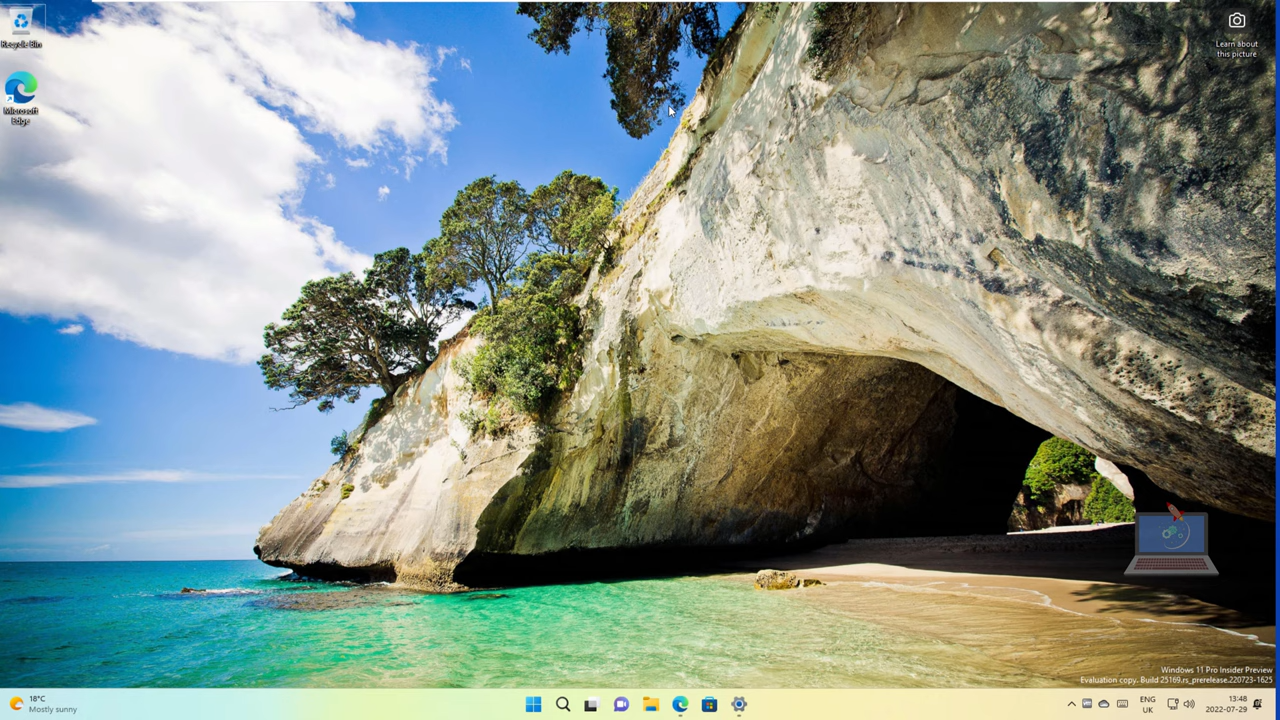 Recycle Bin
Microsoft
Edge
Learn about
this picture
Windows 11 Pro Insider Preview
Evaluation copy. Build 25169.rs_prerelease.220723-1625
18°C
Mostly sunny
ENG
UK
13:48
2022-07-29